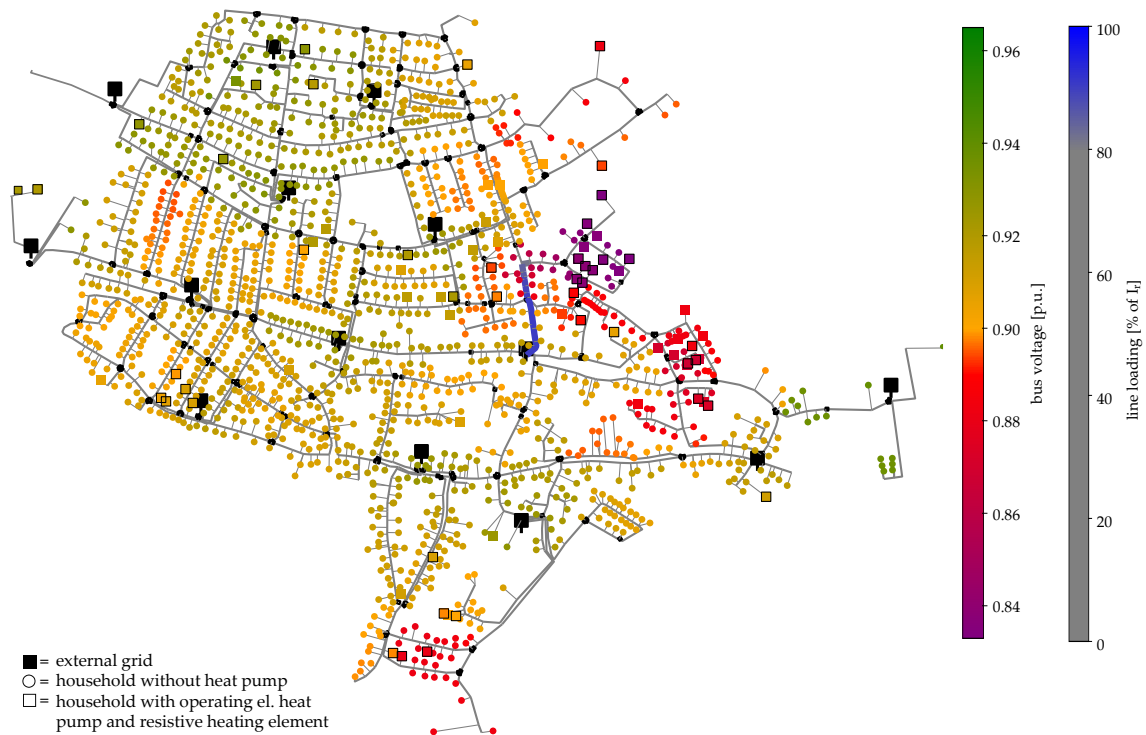 0.96
0.94
0.92
0.90
0.88
0.86
0.84
bus voltage [p.u.]
100
80
60
40
20
0
line loading [% of Ir]
= external grid
= household without heat pump
= household with operating el. heat
pump and resistive heating element